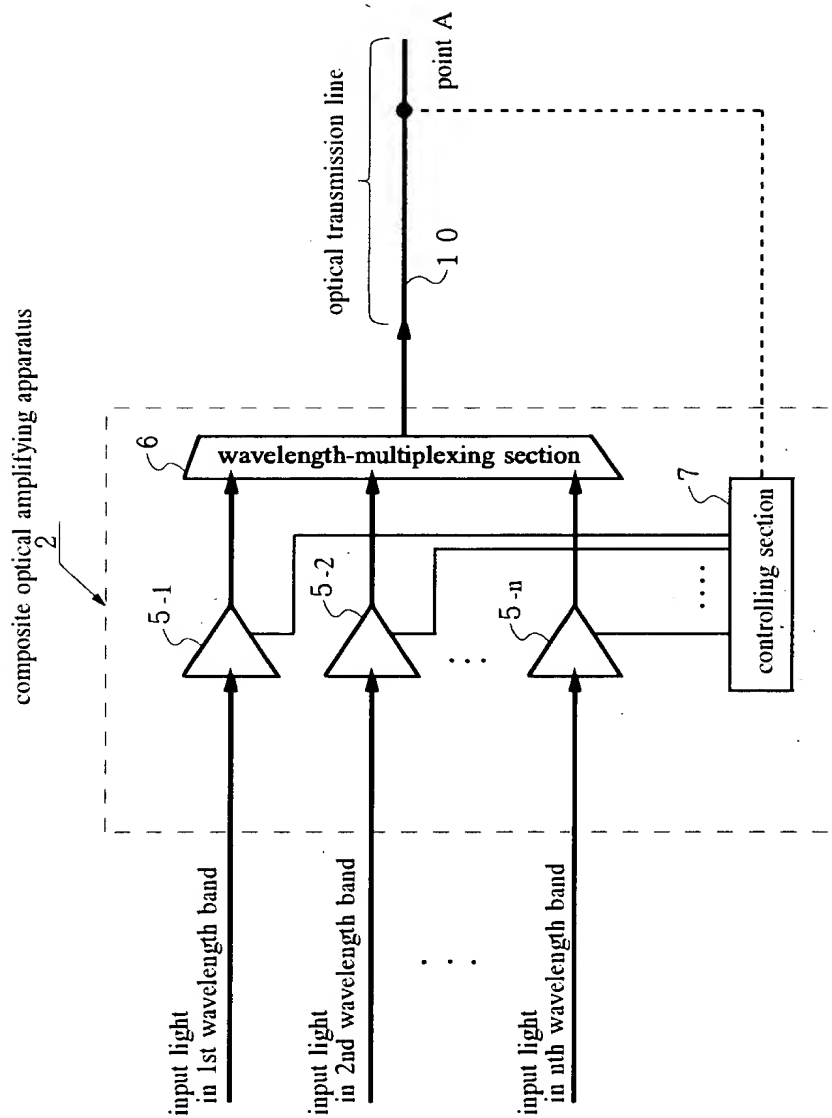 composite optical amplifying apparatus
2
optical transmission line
10
point A
6
wavelength-multiplexing section
5-1
5-2
. . .
5-n
7
controlling section
. . . .
input light
in 1st wavelength band
input light
in 2nd wavelength band
. . .
input light
in nth wavelength band